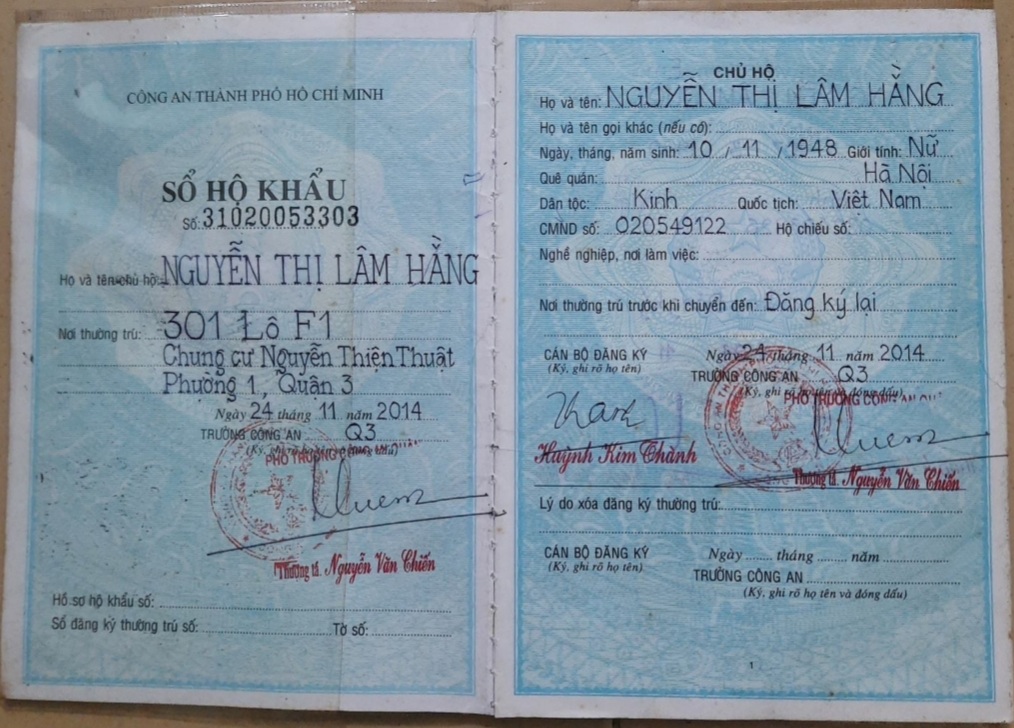 CÔNG AN THÀNH PHỐ HỒ CHÍ MINH
SỔ HỘ KHẨU
Số: 31020053303
Họ và tên chủ hộ: NGUYỄN THỊ LÂM HẰNG
Nơi thường trú: 301 Lô F1
Chung cư Nguyễn Thiện Thuật
Phường 1, Quận 3
Ngày 24 tháng 11 năm 2014
TRƯỞNG CÔNG AN Q3
(Ký, ghi rõ họ tên
PHÓ TRƯỞNG CÔNG AN
Thượng tá. Nguyễn Văn Chiến
Hồ sơ hộ khẩu số:
Sổ đăng ký thường trú số: Tờ số:
CHỦ HỘ
Họ và tên: NGUYỄN THỊ LÂM HẰNG
Họ và tên gọi khác (nếu có):
Ngày, tháng, năm sinh: 10 / 11 / 1948 Giới tính: Nữ
Quê quán: Hà Nội
Dân tộc: Kinh Quốc tịch: Việt Nam
CMND số: 020549122 Hộ chiếu số:
Nghề nghiệp, nơi làm việc:
Nơi thường trú trước khi chuyển đến: Đăng ký lại
CÁN BỘ ĐĂNG KÝ Ngày 24 tháng 11 năm 2014
(Ký, ghi rõ họ tên) TRƯỞNG CÔNG AN Q3
(Ký, ghi rõ họ tên và đóng dấu)
PHÓ TRƯỞNG CÔNG AN
Huỳnh Kim Thành
Thượng tá. Nguyễn Văn Chiến
Lý do xóa đăng ký thường trú:
CÁN BỘ ĐĂNG KÝ Ngày ...... tháng ...... năm
(Ký, ghi rõ họ tên) TRƯỞNG CÔNG AN
(Ký, ghi rõ họ tên và đóng dấu)
1